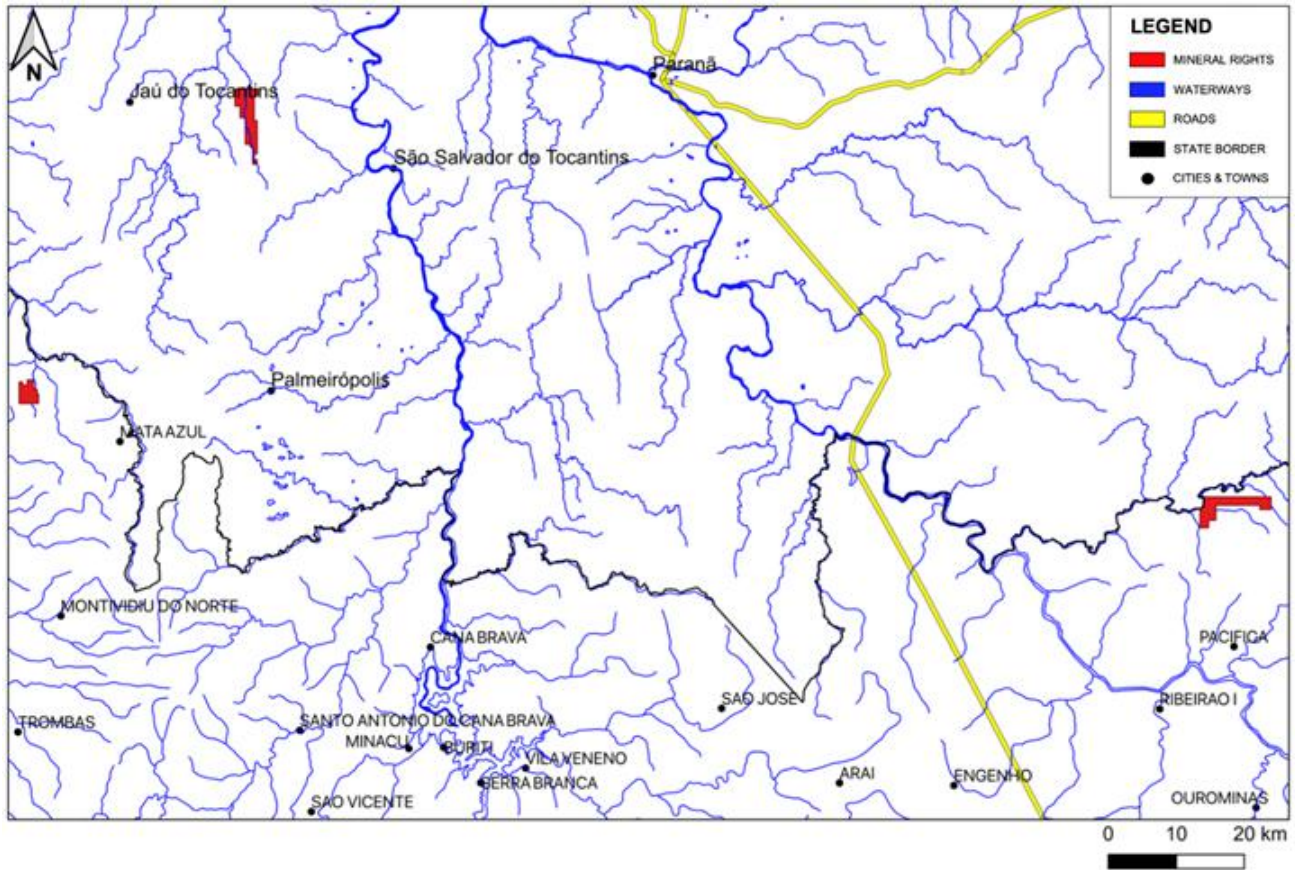 N
LEGEND
MINERAL RIGHTS
WATERWAYS
ROADS
STATE BORDER
CITIES & TOWNS
Paranã
Jaú do Tocantins
São Salvador do Tocantins
Palmeirópolis
MATA AZUL
MONTIVIDIU DO NORTE
CANA BRAVA
PACIFICA
SAO JOSE
RIBEIRAO I
TROMBAS
SANTO ANTONIO DO CANA BRAVA
MINACU
BURITI
VILA VENENO
SERRA BRANCA
ARAI
ENGENHO
SAO VICENTE
OUROMINAS
0 10 20 km